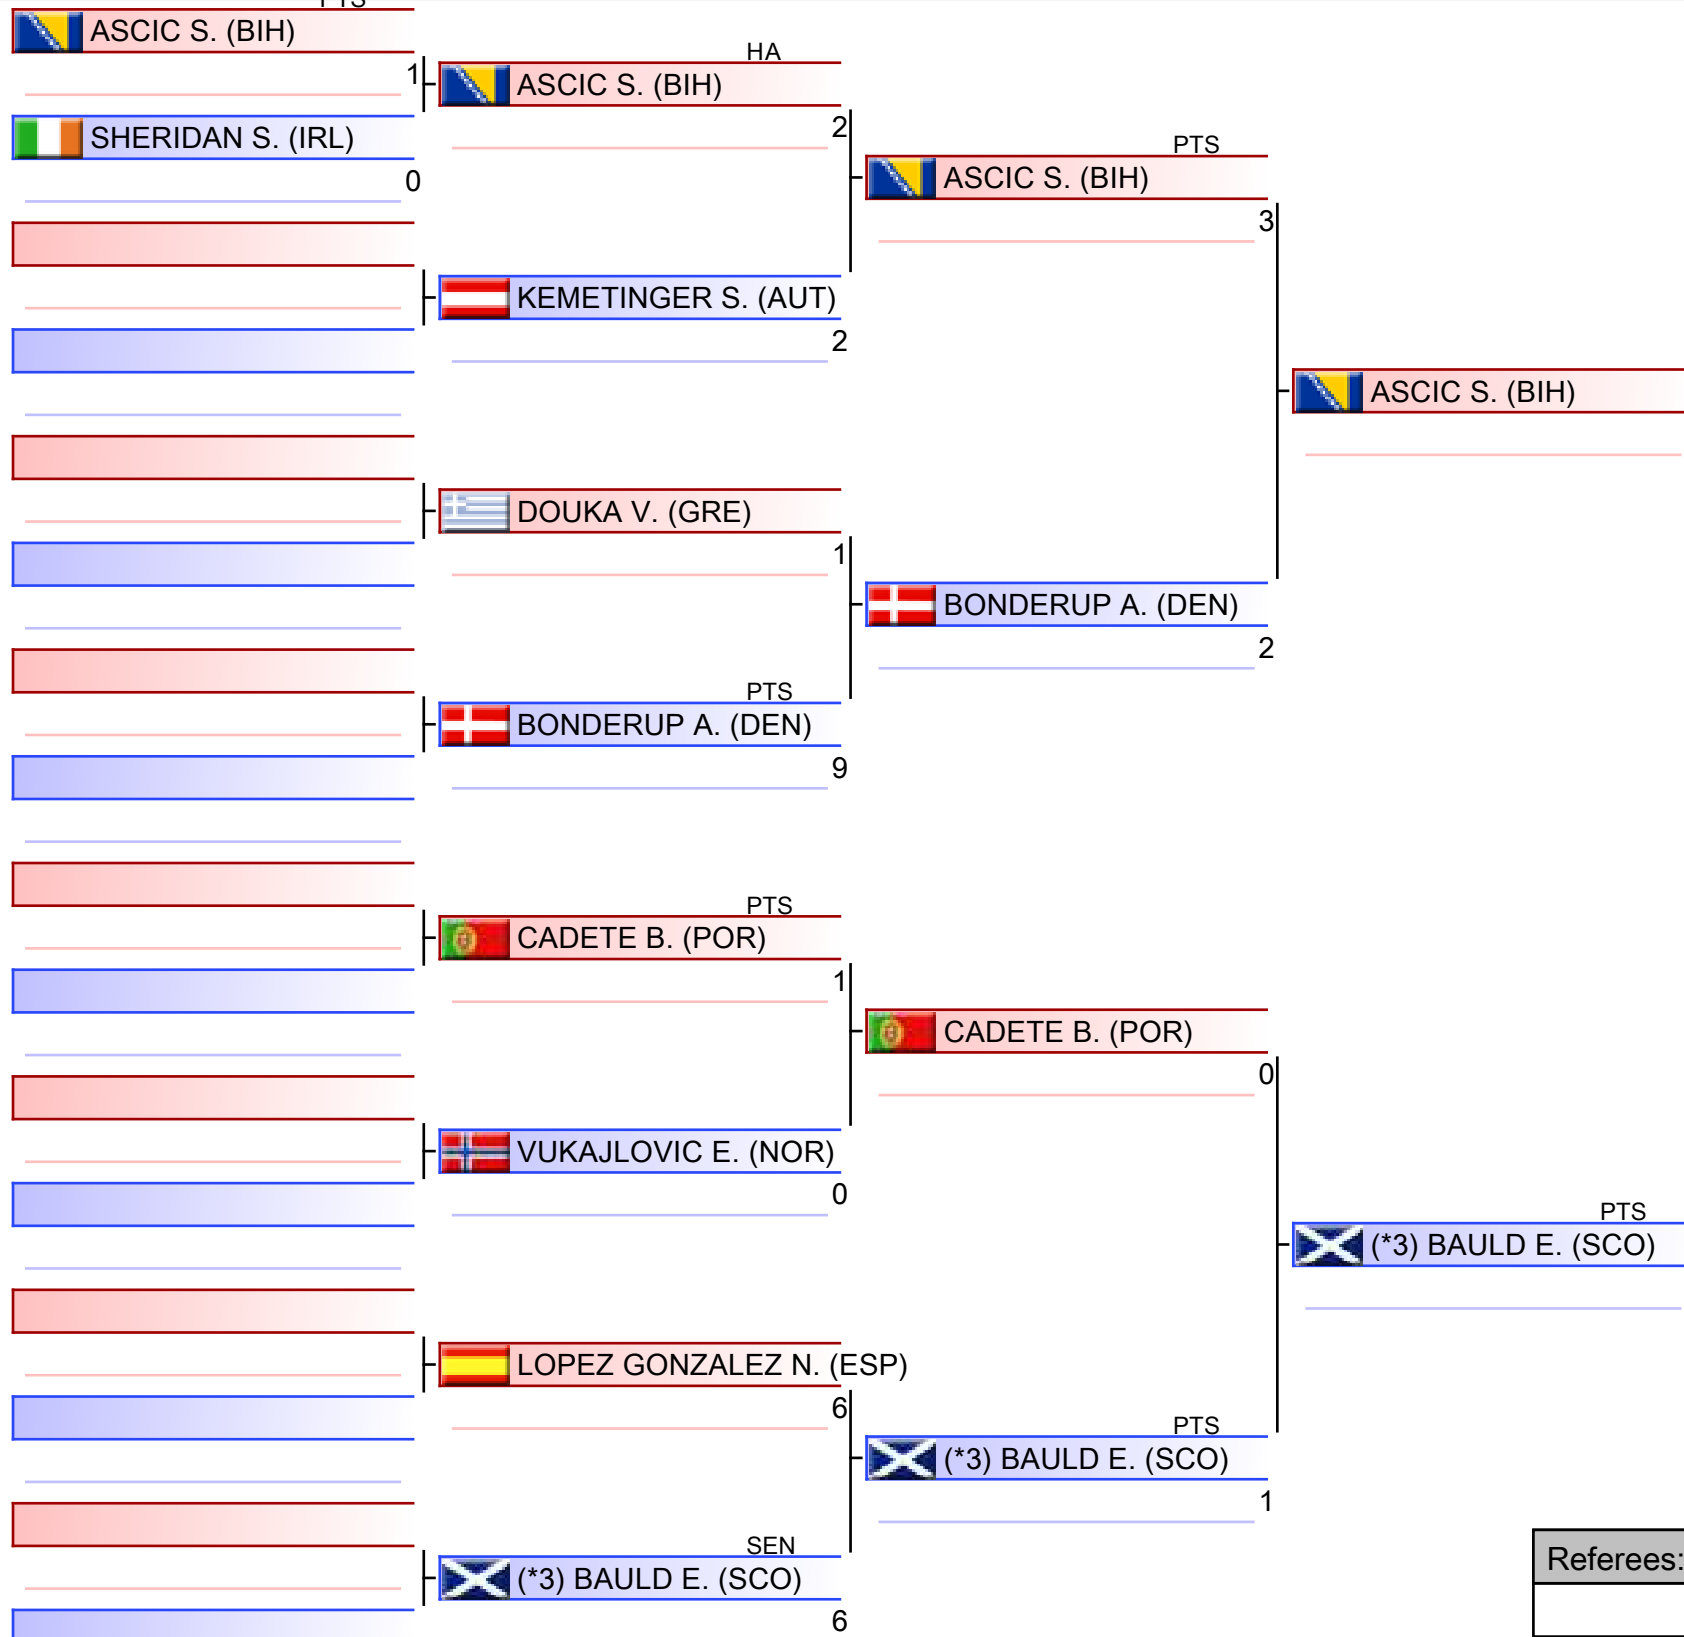 PTS
ASCIC S. (BIH)
1
SHERIDAN S. (IRL)
0
HA
ASCIC S. (BIH)
2
KEMETINGER S. (AUT)
2
DOUKA V. (GRE)
1
PTS
BONDERUP A. (DEN)
9
PTS
CADETE B. (POR)
1
VUKAJLOVIC E. (NOR)
0
LOPEZ GONZALEZ N. (ESP)
6
SEN
(*3) BAULD E. (SCO)
6
PTS
ASCIC S. (BIH)
3
BONDERUP A. (DEN)
2
CADETE B. (POR)
0
PTS
(*3) BAULD E. (SCO)
1
ASCIC S. (BIH)
PTS
(*3) BAULD E. (SCO)
Referees: